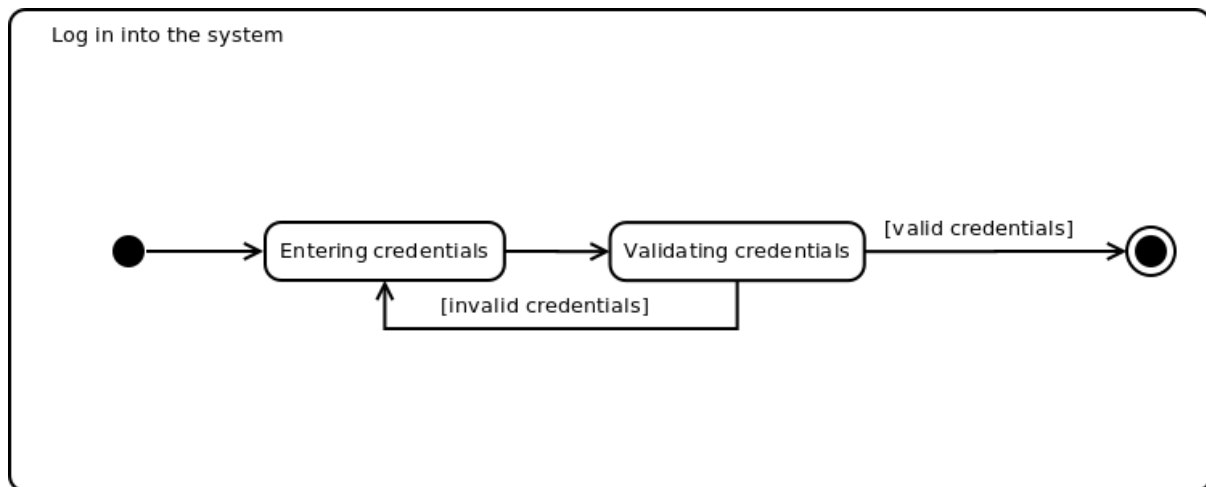 Log in into the system
[valid credentials]
Entering credentials
Validating credentials
[invalid credentials]